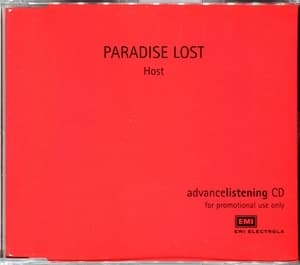 PARADISE LOST
Host
advancelistening CD
for promotional use only
EMI
EMI ELECTROLA